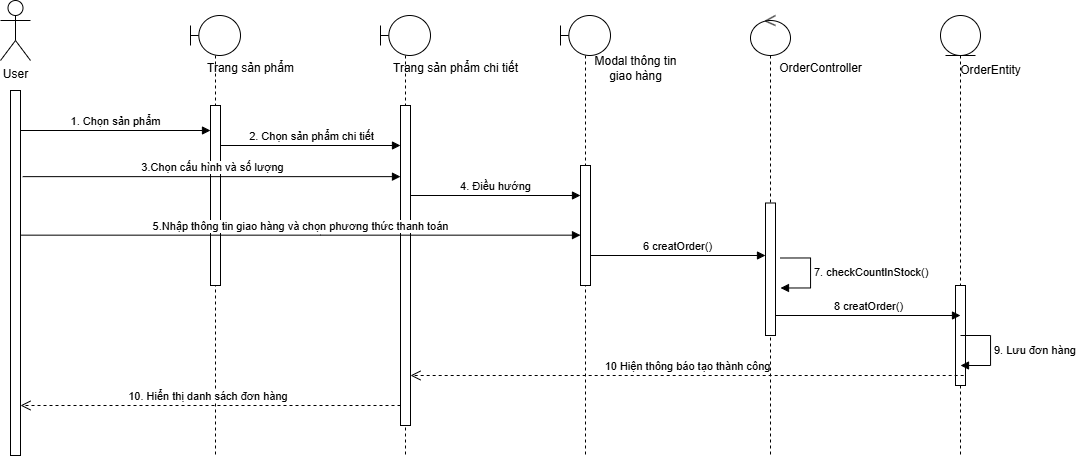 User
Trang sản phẩm
Trang sản phẩm chi tiết
Modal thông tin
giao hàng
OrderController
OrderEntity
1. Chọn sản phẩm
2. Chọn sản phẩm chi tiết
3.Chọn cấu hình và số lượng
4. Điều hướng
5.Nhập thông tin giao hàng và chọn phương thức thanh toán
6 creatOrder()
7. checkCountInStock()
8 creatOrder()
9. Lưu đơn hàng
10 Hiện thông báo tạo thành công
10. Hiển thị danh sách đơn hàng